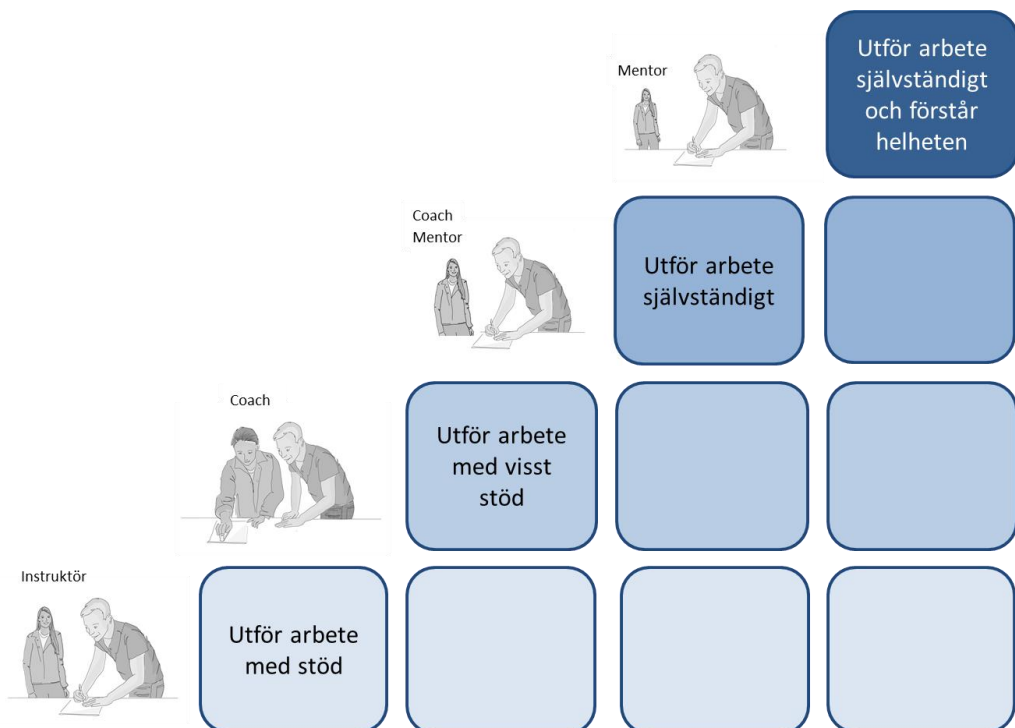 Mentor
Utför arbete
självständigt
och förstår
helheten
Coach
Mentor
Utför arbete
självständigt
Coach
Utför arbete
med visst
stöd
Instruktör
Utför arbete
med stöd